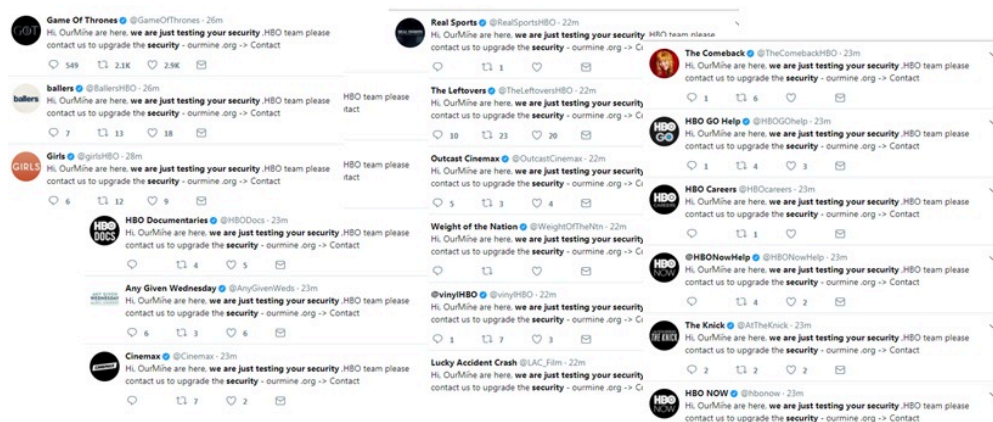 Game Of Thrones @GameOfThrones · 26m
Hi, OurMine are here, we are just testing your security ,HBO team please
contact us to upgrade the security - ourmine .org -> Contact
549 2.1K 2.9K
ballers @BallersHBO · 26m
Hi, OurMine are here, we are just testing your security ,HBO team please
contact us to upgrade the security - ourmine .org -> Contact
7 13 18
Girls @girlsHBO · 28m
Hi, OurMine are here, we are just testing your security ,HBO team please
contact us to upgrade the security - ourmine .org -> Contact
6 12 9
HBO Documentaries @HBODocs · 23m
Hi, OurMine are here, we are just testing your security ,HBO team please
contact us to upgrade the security - ourmine .org -> Contact
4 5
Any Given Wednesday @AnyGivenWeds · 23m
Hi, OurMine are here, we are just testing your security ,HBO team please
contact us to upgrade the security - ourmine .org -> Contact
6 3 6
Cinemax @Cinemax · 23m
Hi, OurMine are here, we are just testing your security ,HBO team please
contact us to upgrade the security - ourmine .org -> Contact
7 2
HBO team please
HBO team please
Real Sports @RealSportsHBO · 22m
Hi, OurMine are here, we are just testing your security
contact us to upgrade the security - ourmine .org -> Co
1
The Leftovers @TheLeftoversHBO · 22m
Hi, OurMine are here, we are just testing your security
contact us to upgrade the security - ourmine .org -> Co
10 23 20
Outcast Cinemax @OutcastCinemax · 22m
Hi, OurMine are here, we are just testing your security
contact us to upgrade the security - ourmine .org -> Co
5 3 4
Weight of the Nation @WeightOfTheNtn · 22m
Hi, OurMine are here, we are just testing your security
contact us to upgrade the security - ourmine .org -> Co
@vinylHBO @vinylHBO · 22m
Hi, OurMine are here, we are just testing your security
contact us to upgrade the security - ourmine .org -> Co
1 7 3
Lucky Accident Crash @LAC_Film · 22m
Hi, OurMine are here, we are just testing your security
contact us to upgrade the security - ourmine .org -> Co
HBO team please
The Comeback @TheComebackHBO · 23m
Hi, OurMine are here, we are just testing your security ,HBO team please
contact us to upgrade the security - ourmine .org -> Contact
1 6
HBO GO Help @HBOGOhelp · 23m
Hi, OurMine are here, we are just testing your security ,HBO team please
contact us to upgrade the security - ourmine .org -> Contact
1 4 3
HBO Careers @HBOcareers · 23m
Hi, OurMine are here, we are just testing your security ,HBO team please
contact us to upgrade the security - ourmine .org -> Contact
1
@HBONowHelp @HBONowHelp · 23m
Hi, OurMine are here, we are just testing your security ,HBO team please
contact us to upgrade the security - ourmine .org -> Contact
4 2
The Knick @AtTheKnick · 23m
Hi, OurMine are here, we are just testing your security ,HBO team please
contact us to upgrade the security - ourmine .org -> Contact
2 2 2
HBO NOW @hbonow · 23m
Hi, OurMine are here, we are just testing your security ,HBO team please
contact us to upgrade the security - ourmine .org -> Contact